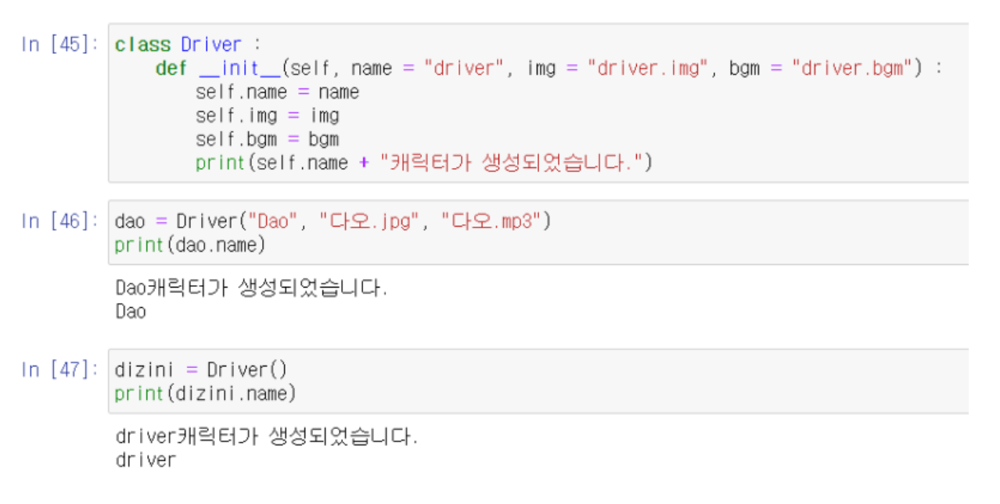 In [45]: class Driver :
    def __init__(self, name = "driver", img = "driver.img", bgm = "driver.bgm") :
        self.name = name
        self.img = img
        self.bgm = bgm
        print(self.name + "캐릭터가 생성되었습니다.")
In [46]: dao = Driver("Dao", "다오.jpg", "다오.mp3")
print(dao.name)
Dao캐릭터가 생성되었습니다.
Dao
In [47]: dizini = Driver()
print(dizini.name)
driver캐릭터가 생성되었습니다.
driver